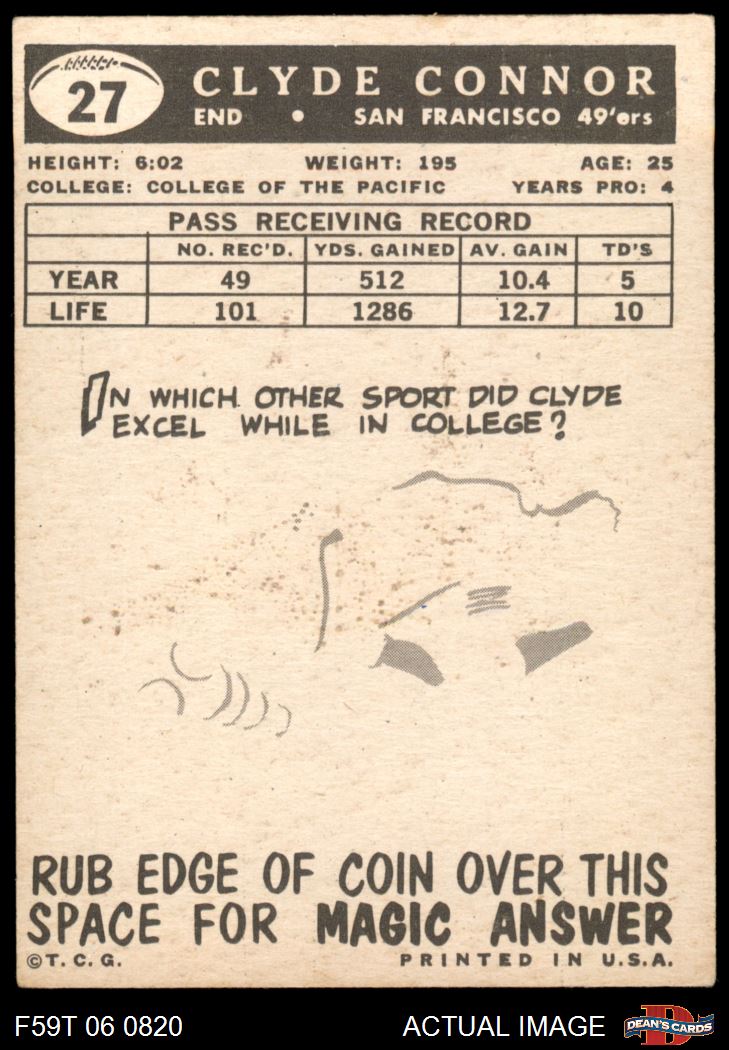 27
CLYDE CONNOR
END • SAN FRANCISCO 49'ers
HEIGHT: 6:02 WEIGHT: 195 AGE: 25
COLLEGE: COLLEGE OF THE PACIFIC YEARS PRO: 4
PASS RECEIVING RECORD
NO. REC'D. YDS. GAINED AV. GAIN TD'S
YEAR 49 512 10.4 5
LIFE 101 1286 12.7 10
IN WHICH OTHER SPORT DID CLYDE
EXCEL WHILE IN COLLEGE?
RUB EDGE OF COIN OVER THIS
SPACE FOR MAGIC ANSWER
©T.C.G. PRINTED IN U.S.A.
F59T 06 0820 ACTUAL IMAGE
D
DEAN'S CARDS